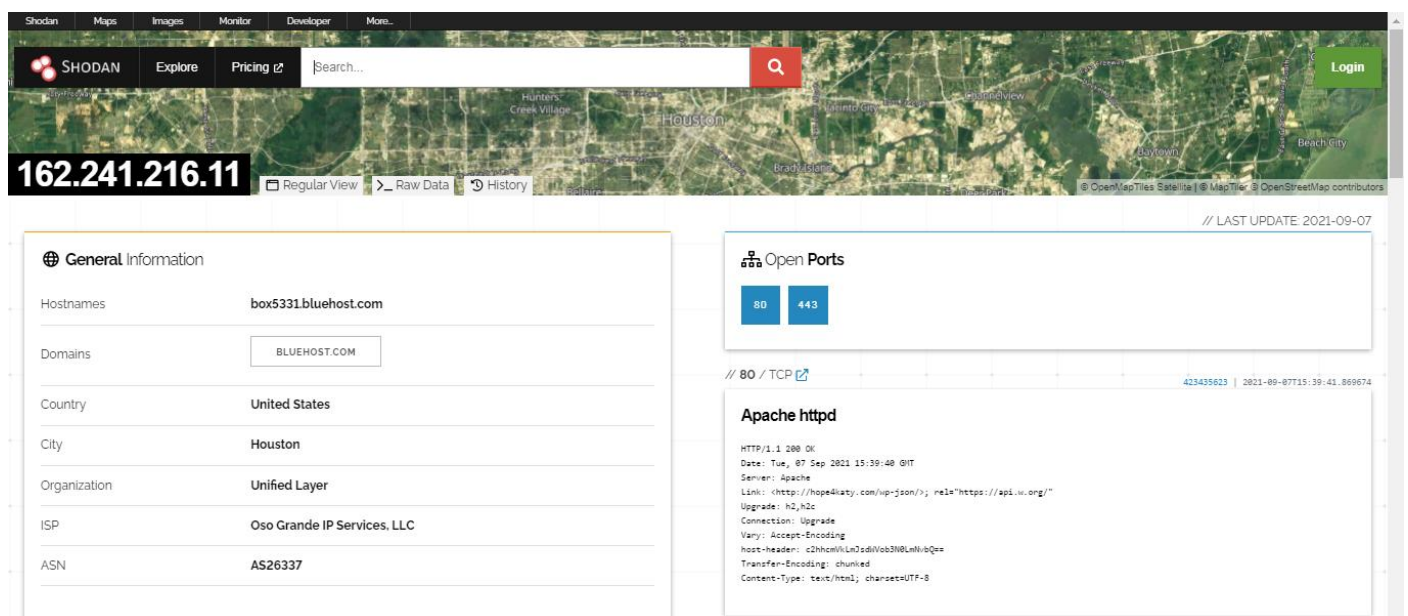 Shodan Maps Images Monitor Developer More...
SHODAN Explore Pricing Search... Login
Hunters Creek Village
Houston
Jacinto City
Channelview
Baytown
Beach City
162.241.216.11 Regular View >_ Raw Data History
© OpenMapTiles Satellite | © MapTiler © OpenStreetMap contributors
// LAST UPDATE: 2021-09-07
General Information
Hostnames box5331.bluehost.com
Domains BLUEHOST.COM
Country United States
City Houston
Organization Unified Layer
ISP Oso Grande IP Services, LLC
ASN AS26337
Open Ports
80 443
// 80 / TCP
423435623 | 2021-09-07T15:39:41.869674
Apache httpd
HTTP/1.1 200 OK
Date: Tue, 07 Sep 2021 15:39:40 GMT
Server: Apache
Link: <http://hope4katy.com/wp-json/>; rel="https://api.w.org/"
Upgrade: h2,h2c
Connection: Upgrade
Vary: Accept-Encoding
host-header: c2hhcmVkLmJsdWVob3N0LmNvbQ==
Transfer-Encoding: chunked
Content-Type: text/html; charset=UTF-8